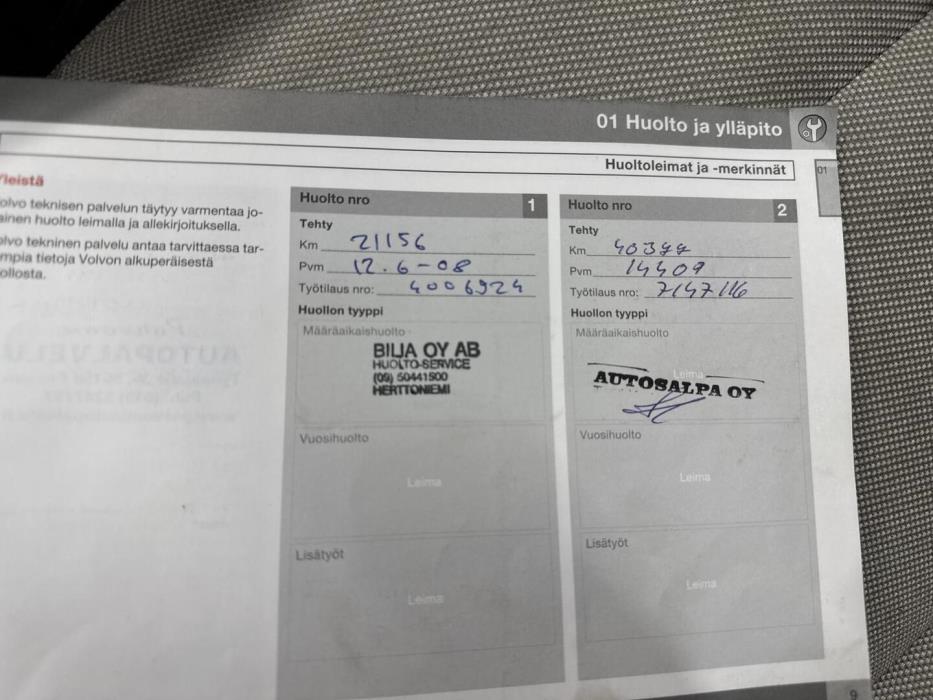 01 Huolto ja ylläpito
Huoltoleimat ja -merkinnät
01
Yleistä
Volvo teknisen palvelun täytyy varmentaa jo-
ainen huolto leimalla ja allekirjoituksella.
Volvo tekninen palvelu antaa tarvittaessa tar-
mpia tietoja Volvon alkuperäisestä
ollosta.
Huolto nro 1
Tehty
Km 21156
Pvm 12.6-08
Työtilaus nro: 4006924
Huollon tyyppi
Määräaikaishuolto
BILIA OY AB
HUOLTO-SERVICE
(09) 50441500
HERTTONIEMI
Vuosihuolto
Leima
Lisätyöt
Leima
Huolto nro 2
Tehty
Km
Pvm 14409
Työtilaus nro: 7147116
Huollon tyyppi
Määräaikaishuolto
Leima
AUTOSALPA OY
Vuosihuolto
Leima
Lisätyöt
Leima
9